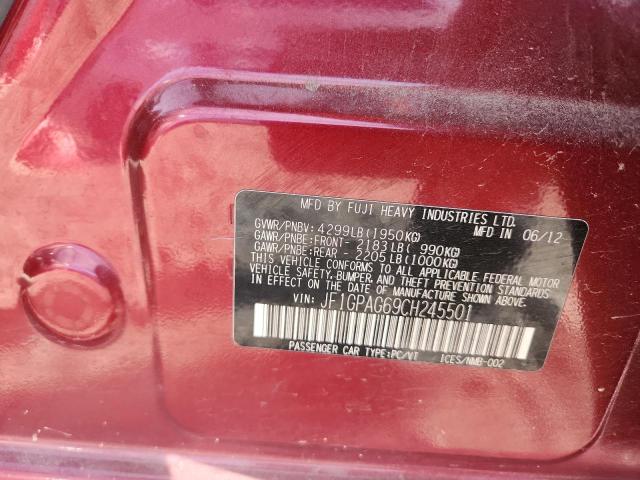 MFD BY FUJI HEAVY INDUSTRIES LTD.
GVWR/PNBV: 4299LB(1950KG) MFD IN 06/12
GAWR/PNBE:FRONT- 2183LB( 990KG)
GAWR/PNBE:REAR - 2205LB(1000KG)
THIS VEHICLE CONFORMS TO ALL APPLICABLE FEDERAL MOTOR
VEHICLE SAFETY,BUMPER AND THEFT PREVENTION STANDARDS
IN EFFECT ON THE DATE OF MANUFACTURE SHOWN ABOVE
VIN: JF1GPAG69CH245501
PASSENGER CAR TYPE:PC/VT ICES/NMB-002